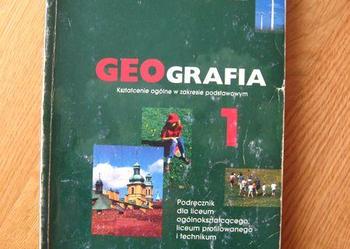 GEOGRAFIA
Kształcenie ogólne w zakresie podstawowym
1
Podręcznik
dla liceum
ogólnokształcącego,
liceum profilowanego
i technikum